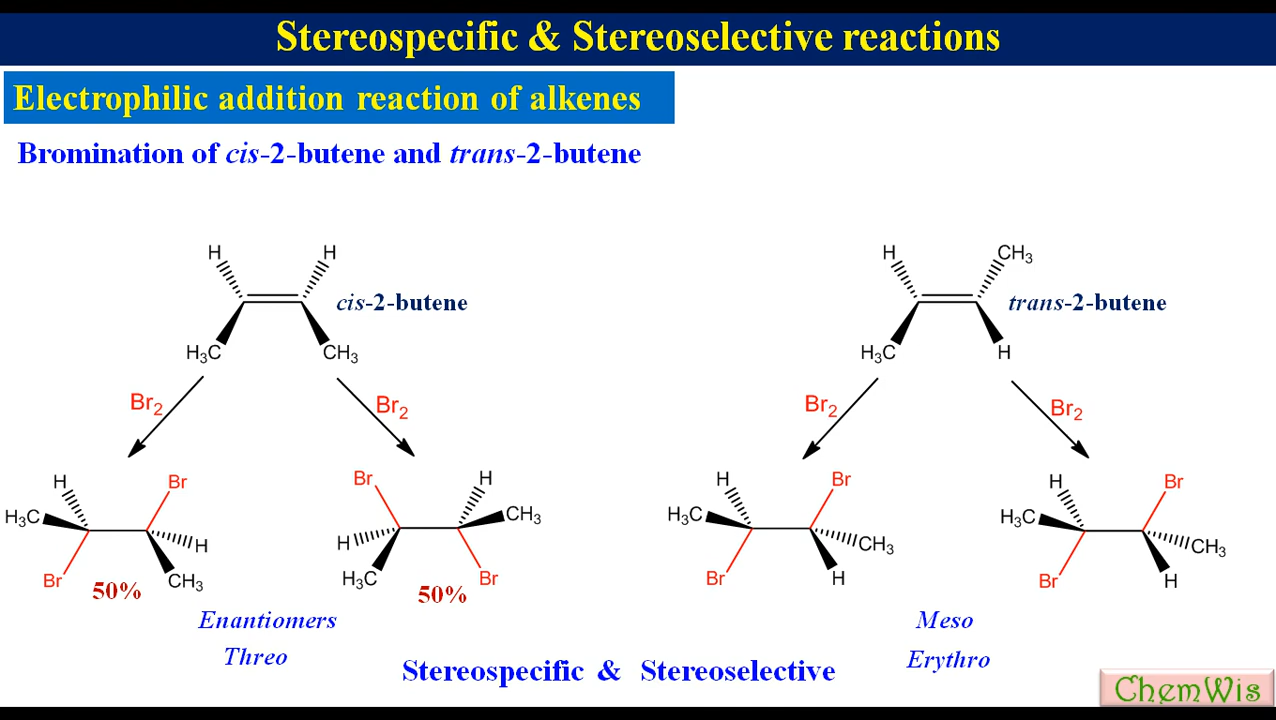 Stereospecific & Stereoselective reactions
Electrophilic addition reaction of alkenes
Bromination of cis-2-butene and trans-2-butene
H H
cis-2-butene
H₃C CH₃
H CH₃
trans-2-butene
H₃C H
Br₂ Br₂
Br₂ Br₂
H Br
H₃C
H
Br CH₃
50%
Br H
CH₃
H
H₃C Br
50%
H Br
H₃C
CH₃
Br H
H Br
H₃C
CH₃
Br H
Enantiomers
Threo
Meso
Erythro
Stereospecific & Stereoselective
ChemWis